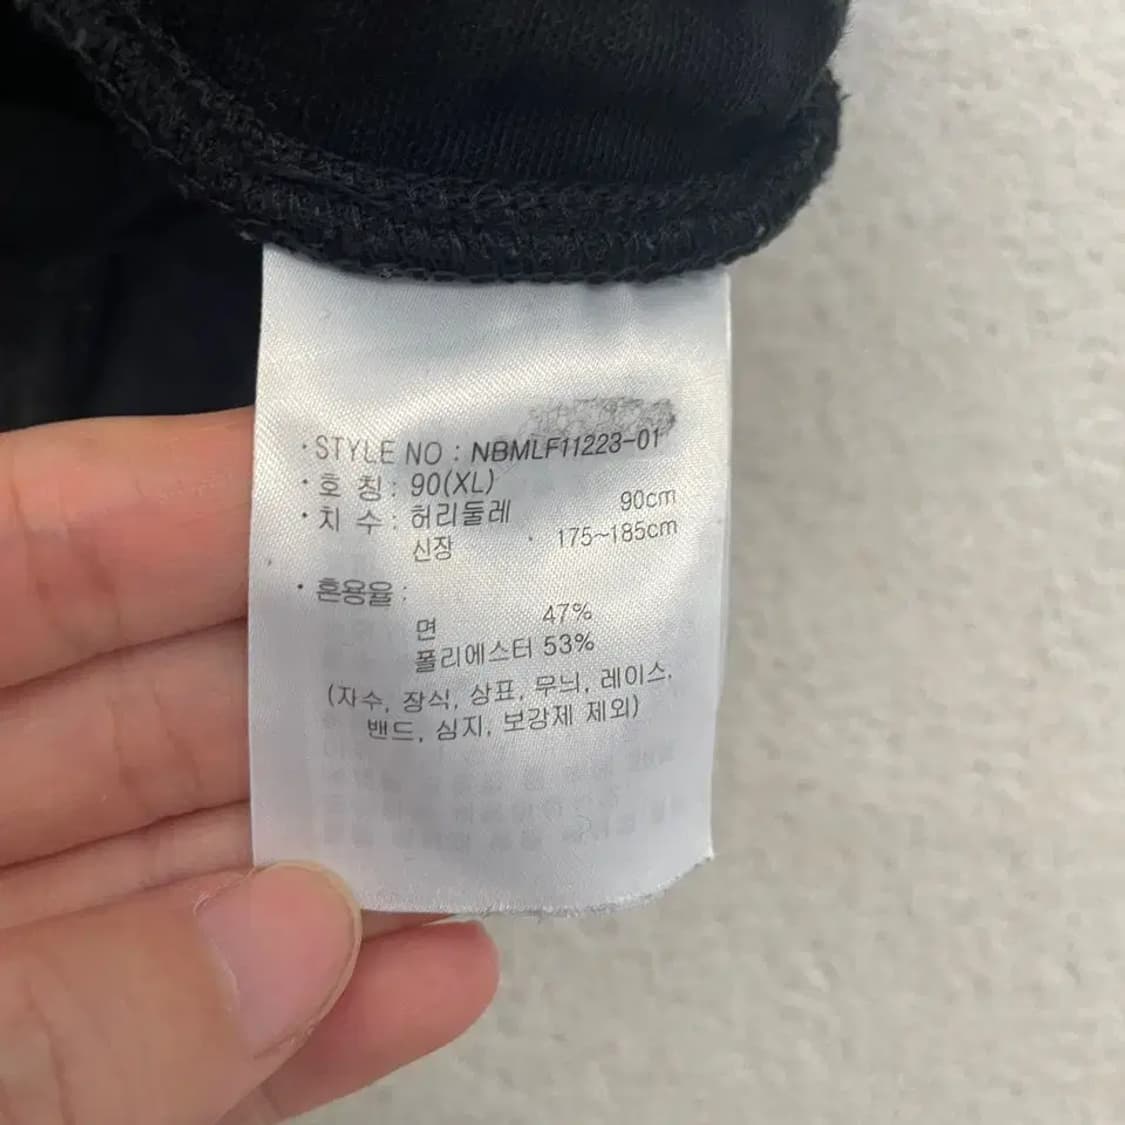 ·STYLE NO : NBMLF11223-01
·호 칭 : 90(XL)
·치 수 : 허리둘레 90cm
신장 · 175~185cm
·혼용율 :
면 47%
폴리에스터 53%
(자수, 장식, 상표, 무늬, 레이스,
밴드, 심지, 보강제 제외)